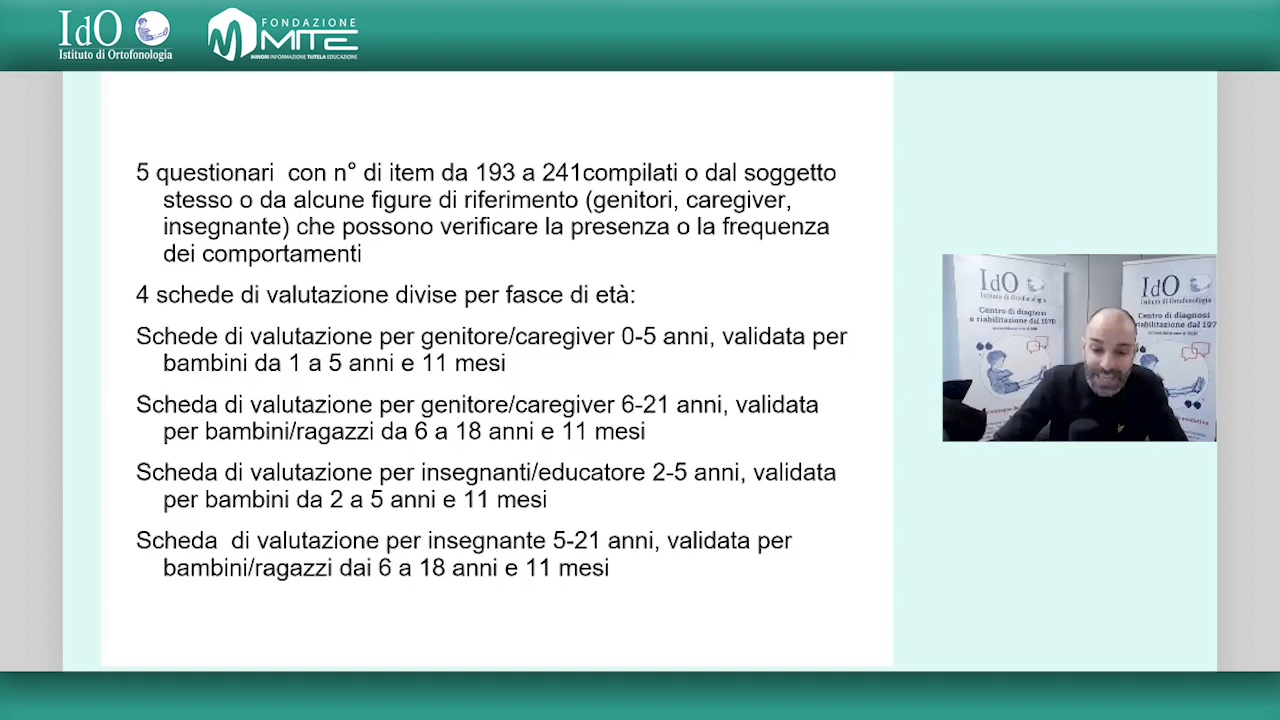 IdO
Istituto di Ortofonologia
FONDAZIONE
MITE
MINORI INFORMAZIONE TUTELA EDUCAZIONE
5 questionari  con n° di item da 193 a 241compilati o dal soggetto
stesso o da alcune figure di riferimento (genitori, caregiver,
insegnante) che possono verificare la presenza o la frequenza
dei comportamenti
4 schede di valutazione divise per fasce di età:
Schede di valutazione per genitore/caregiver 0-5 anni, validata per
bambini da 1 a 5 anni e 11 mesi
Scheda di valutazione per genitore/caregiver 6-21 anni, validata
per bambini/ragazzi da 6 a 18 anni e 11 mesi
Scheda di valutazione per insegnanti/educatore 2-5 anni, validata
per bambini da 2 a 5 anni e 11 mesi
Scheda  di valutazione per insegnante 5-21 anni, validata per
bambini/ragazzi dai 6 a 18 anni e 11 mesi
IdO
Istituto di Ortofonologia
Centro di diagnosi
e riabilitazione dal 1970
IdO
Istituto di Ortofonologia
Centro di diagnosi
riabilitazione dal 197